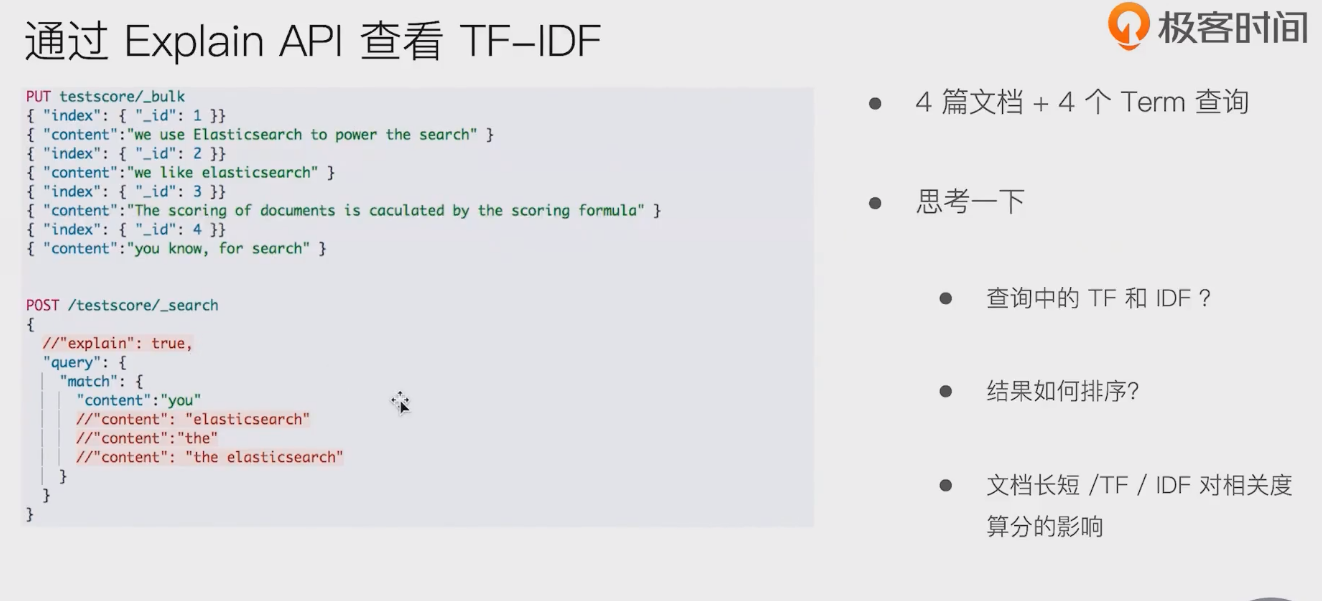 通过 Explain API 查看 TF-IDF
极客时间
PUT testscore/_bulk
{ "index": { "_id": 1 }}
{ "content":"we use Elasticsearch to power the search" }
{ "index": { "_id": 2 }}
{ "content":"we like elasticsearch" }
{ "index": { "_id": 3 }}
{ "content":"The scoring of documents is caculated by the scoring formula" }
{ "index": { "_id": 4 }}
{ "content":"you know, for search" }
POST /testscore/_search
{
//"explain": true,
"query": {
"match": {
"content":"you"
//"content": "elasticsearch"
//"content":"the"
//"content": "the elasticsearch"
}
}
}
● 4 篇文档 + 4 个 Term 查询
● 思考一下
● 查询中的 TF 和 IDF ?
● 结果如何排序?
● 文档长短 /TF / IDF 对相关度
算分的影响